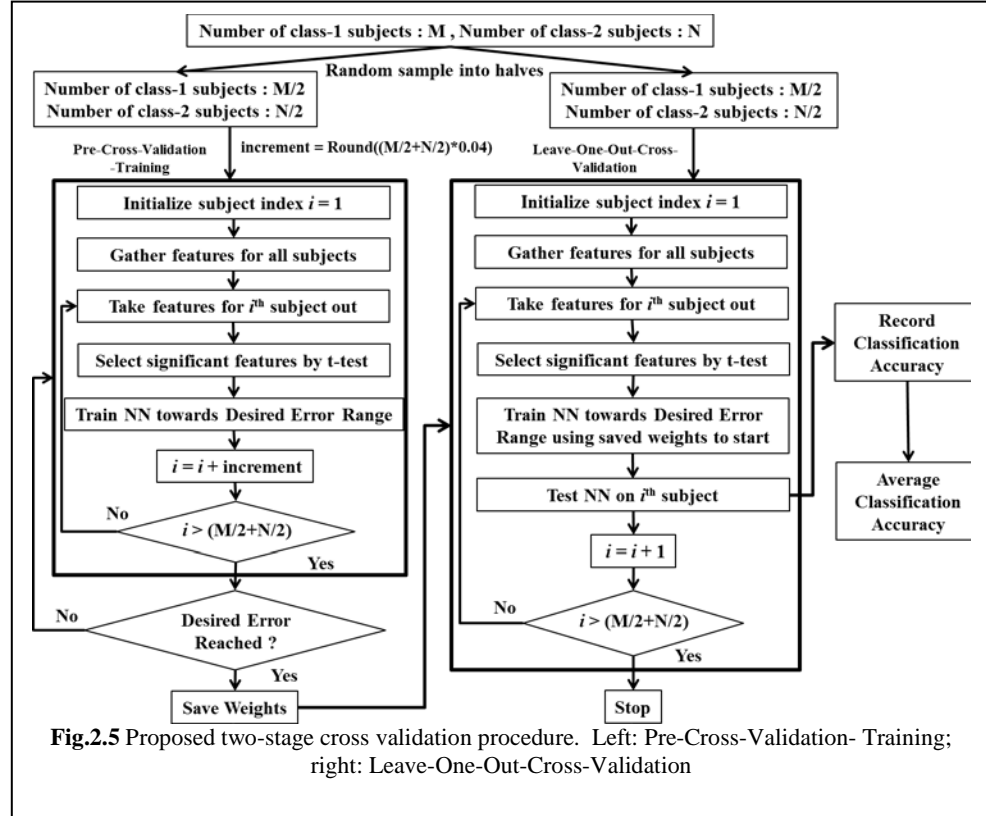 Number of class-1 subjects : M , Number of class-2 subjects : N
Random sample into halves
Number of class-1 subjects : M/2
Number of class-2 subjects : N/2
Number of class-1 subjects : M/2
Number of class-2 subjects : N/2
Pre-Cross-Validation
-Training
increment = Round((M/2+N/2)*0.04)
Leave-One-Out-Cross-
Validation
Initialize subject index i = 1
Gather features for all subjects
Take features for ith subject out
Select significant features by t-test
Train NN towards Desired Error Range
i = i + increment
No
i > (M/2+N/2)
Yes
No
Desired Error
Reached ?
Yes
Save Weights
Initialize subject index i = 1
Gather features for all subjects
Take features for ith subject out
Select significant features by t-test
Train NN towards Desired Error
Range using saved weights to start
Test NN on ith subject
i = i + 1
No
i > (M/2+N/2)
Yes
Stop
Record
Classification
Accuracy
Average
Classification
Accuracy
Fig.2.5 Proposed two-stage cross validation procedure. Left: Pre-Cross-Validation- Training;
right: Leave-One-Out-Cross-Validation